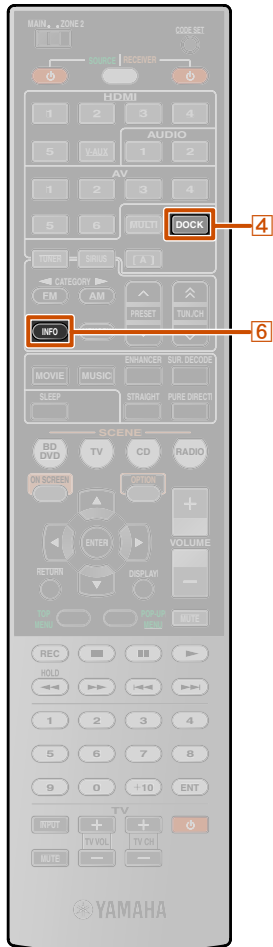 MAIN ZONE 2 CODE SET
SOURCE RECEIVER
HDMI
1 2 3 4
AUDIO
5 V-AUX 1 2
AV
1 2 3 4
5 6 MULTI DOCK 4
TUNER SIRIUS [A]
CATEGORY
FM AM PRESET TUN./CH
INFO 6
ENHANCER SUR. DECODE
MOVIE MUSIC
SLEEP STRAIGHT PURE DIRECT
SCENE
BD DVD TV CD RADIO
ON SCREEN OPTION
ENTER VOLUME
RETURN DISPLAY
TOP MENU POP-UP MENU MUTE
REC
HOLD
1 2 3 4
5 6 7 8
9 0 +10 ENT
TV
INPUT
TV VOL TV CH
MUTE
YAMAHA